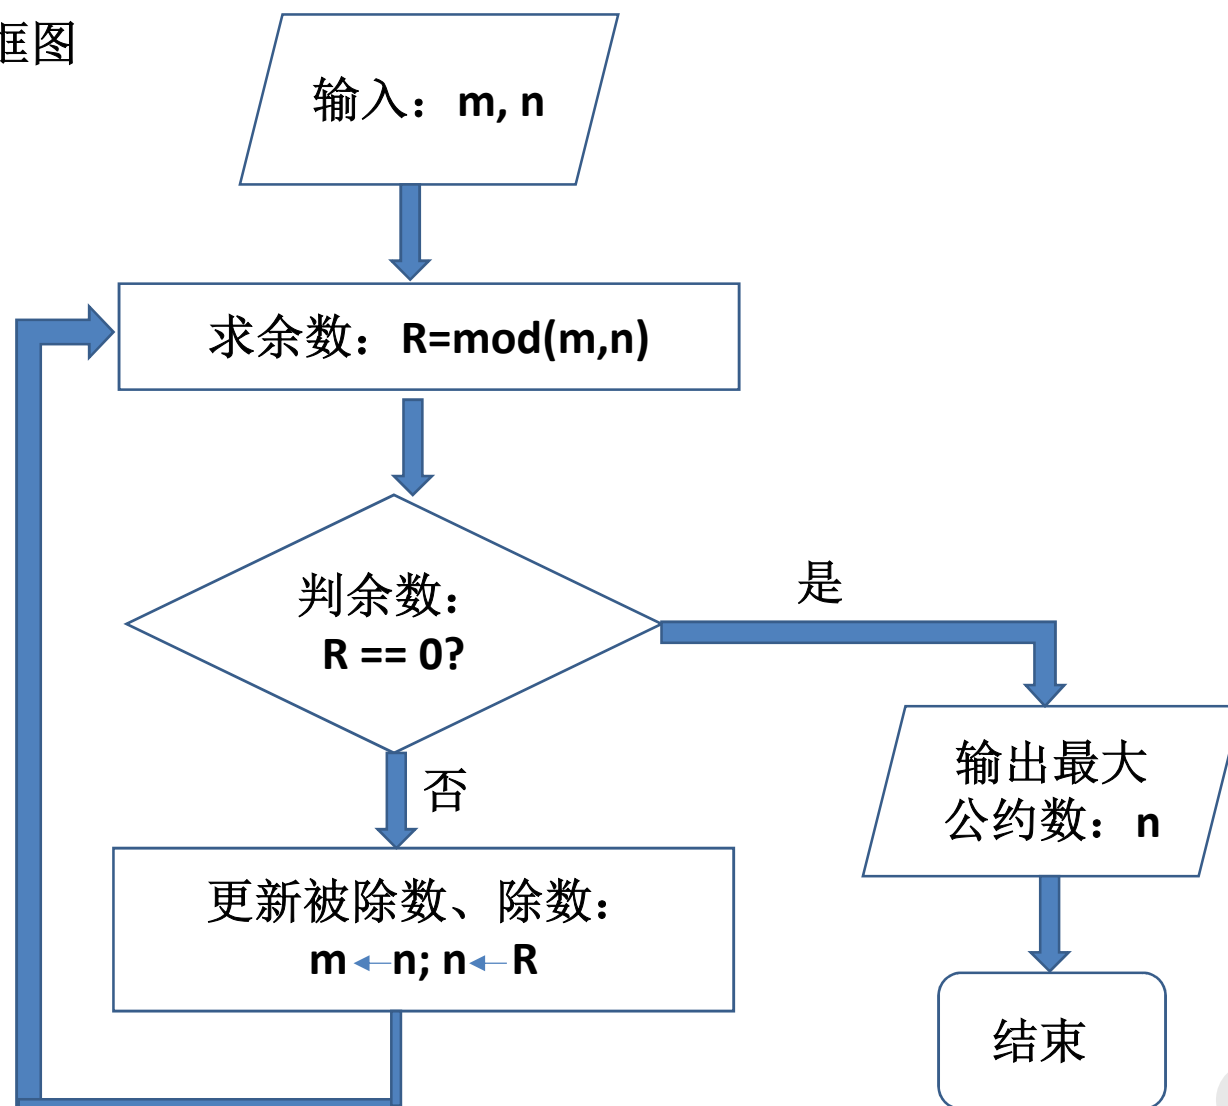 框图
输入：m, n
求余数：R=mod(m,n)
判余数：
R == 0?
是
否
输出最大
公约数：n
更新被除数、除数：
m←n; n←R
结束